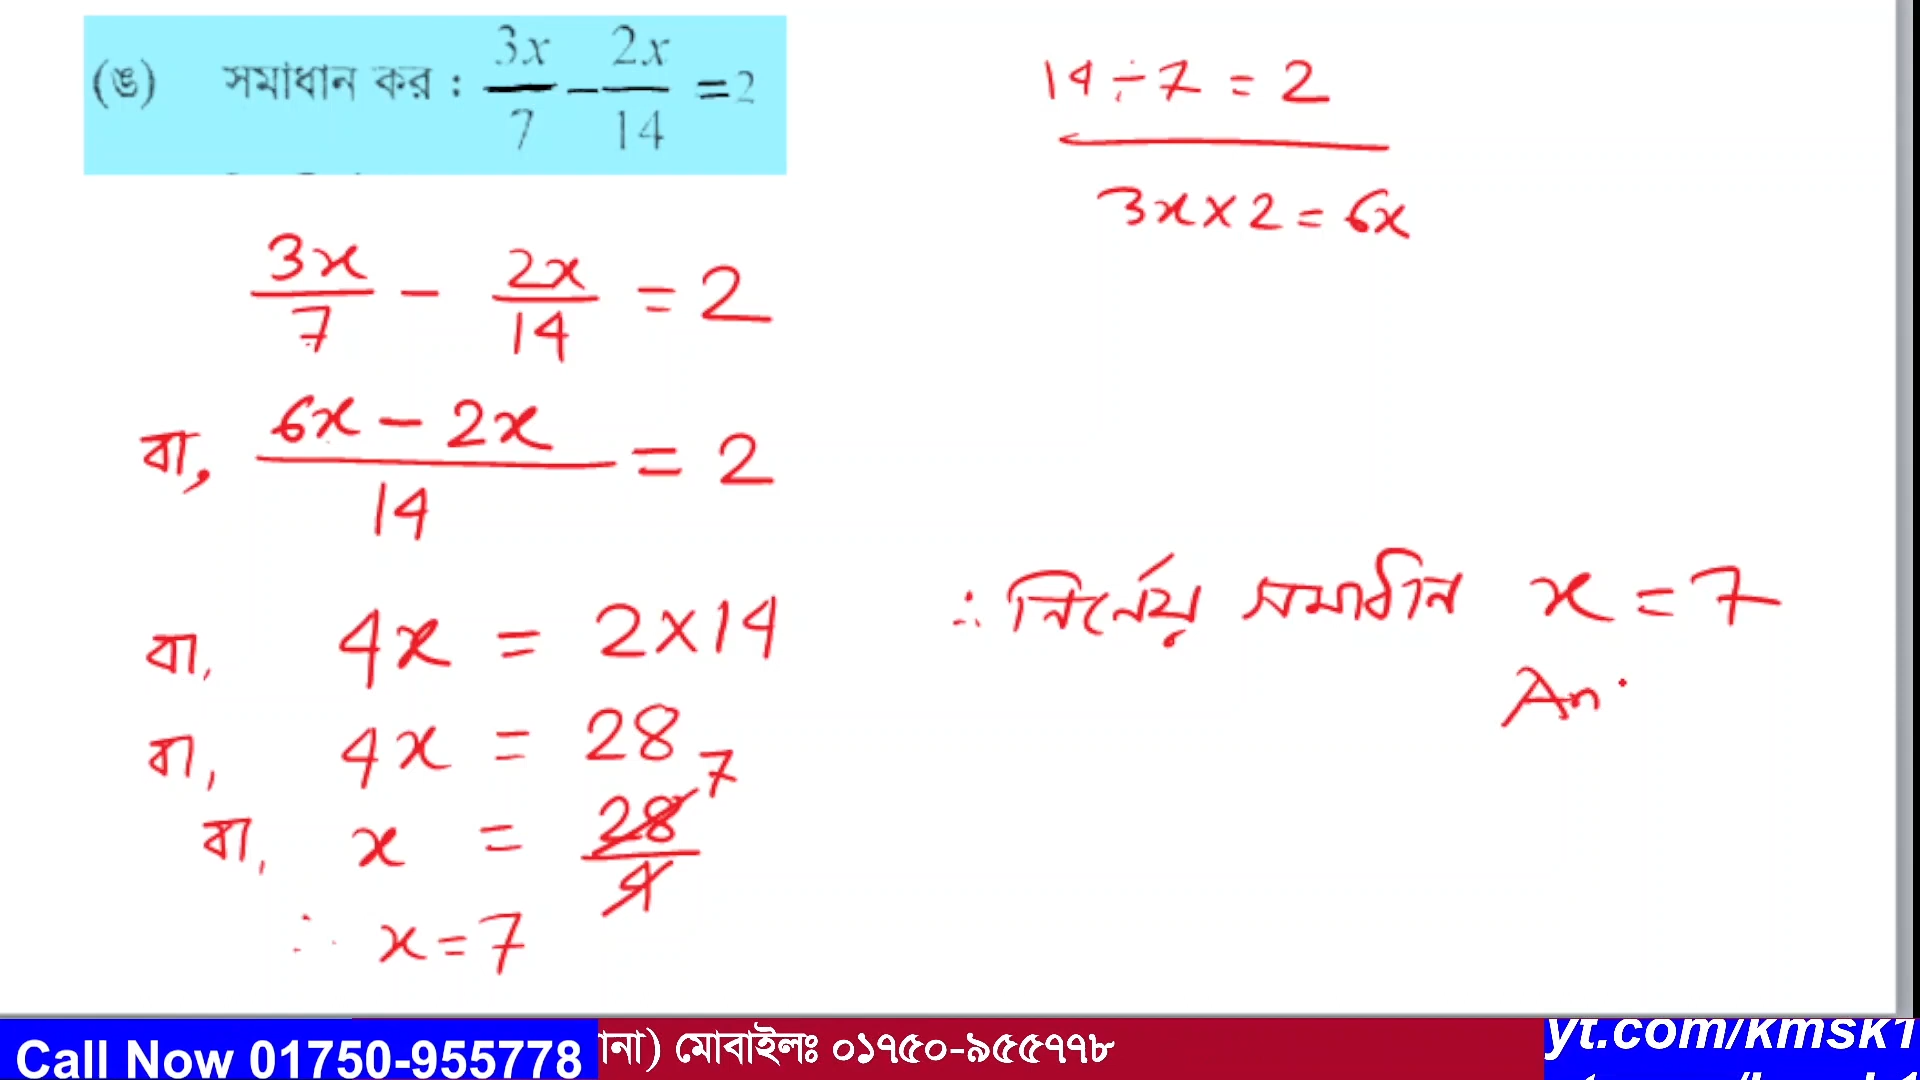 (ঙ) সমাধান কর : 3x/7 − 2x/14 = 2
3x/7 − 2x/14 = 2
বা, (6x − 2x)/14 = 2
বা, 4x = 2×14
বা, 4x = 28
বা, x = 28/4 7
∴ x = 7
14 ÷ 7 = 2
3x × 2 = 6x
∴ নির্ণেয় সমাধান x = 7
An.
Call Now 01750-955778
নানা) মোবাইলঃ ০১৭৫০-৯৫৫৭৭৮
yt.com/kmsk1